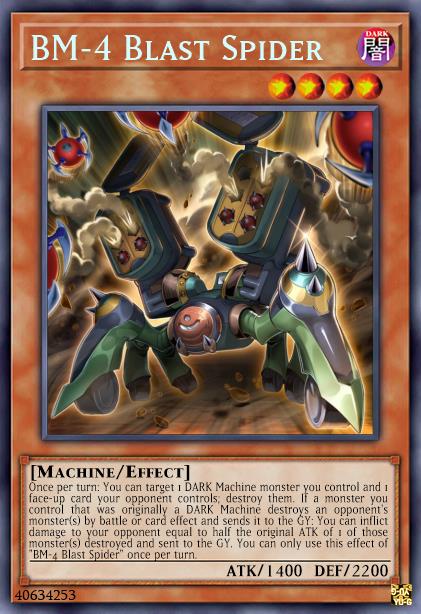 BM-4 Blast Spider
DARK
闇
[Machine/Effect]
Once per turn: You can target 1 DARK Machine monster you control and 1
face-up card your opponent controls; destroy them. If a monster you
control that was originally a DARK Machine destroys an opponent's
monster(s) by battle or card effect and sends it to the GY: You can inflict
damage to your opponent equal to half the original ATK of 1 of those
monster(s) destroyed and sent to the GY. You can only use this effect of
"BM-4 Blast Spider" once per turn.
ATK/1400 DEF/2200
40634253